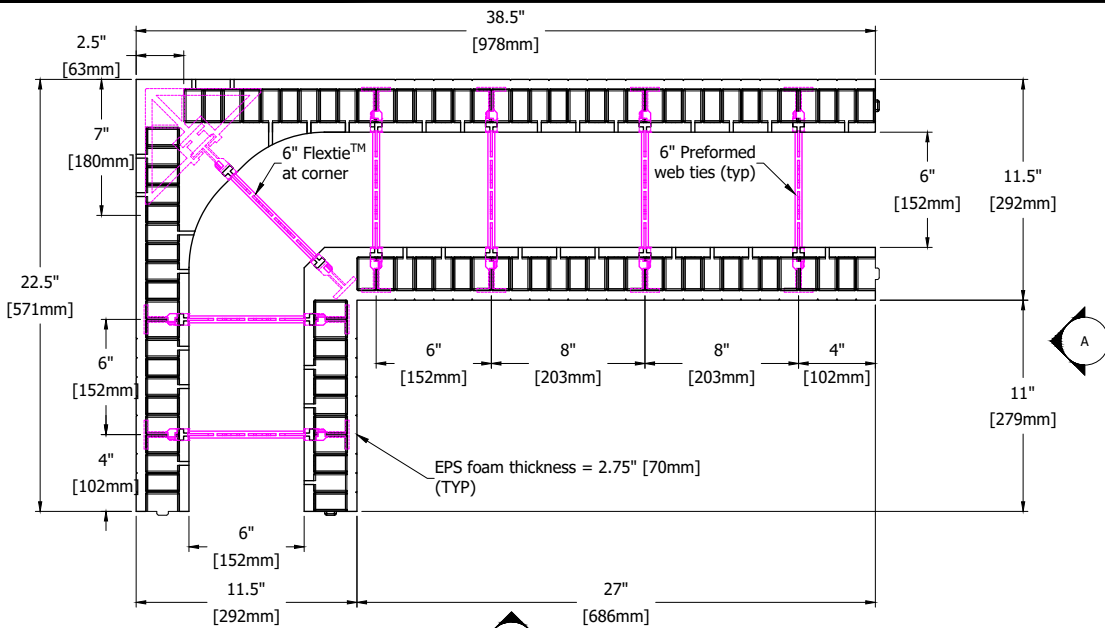 38.5"
[978mm]
2.5"
[63mm]
7"
[180mm]
6" Flextie™
at corner
6" Preformed
web ties (typ)
6"
[152mm]
11.5"
[292mm]
22.5"
[571mm]
6"
[152mm]
8"
[203mm]
8"
[203mm]
4"
[102mm]
A
6"
[152mm]
11"
[279mm]
4"
[102mm]
EPS foam thickness = 2.75" [70mm]
(TYP)
6"
[152mm]
11.5"
[292mm]
27"
[686mm]